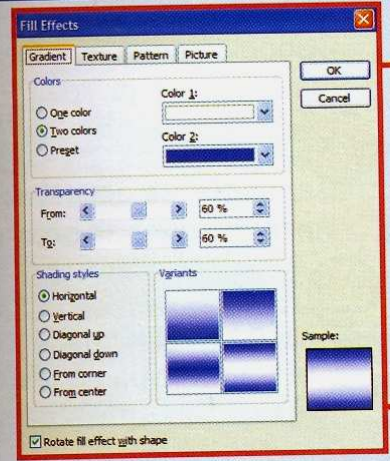 Fill Effects
Gradient Texture Pattern Picture
OK
Cancel
Colors
One color
Two colors
Preset
Color 1:
Color 2:
Transparency
From: 60 %
To: 60 %
Shading styles
Horizontal
Vertical
Diagonal up
Diagonal down
From corner
From center
Variants
Sample:
Rotate fill effect with shape